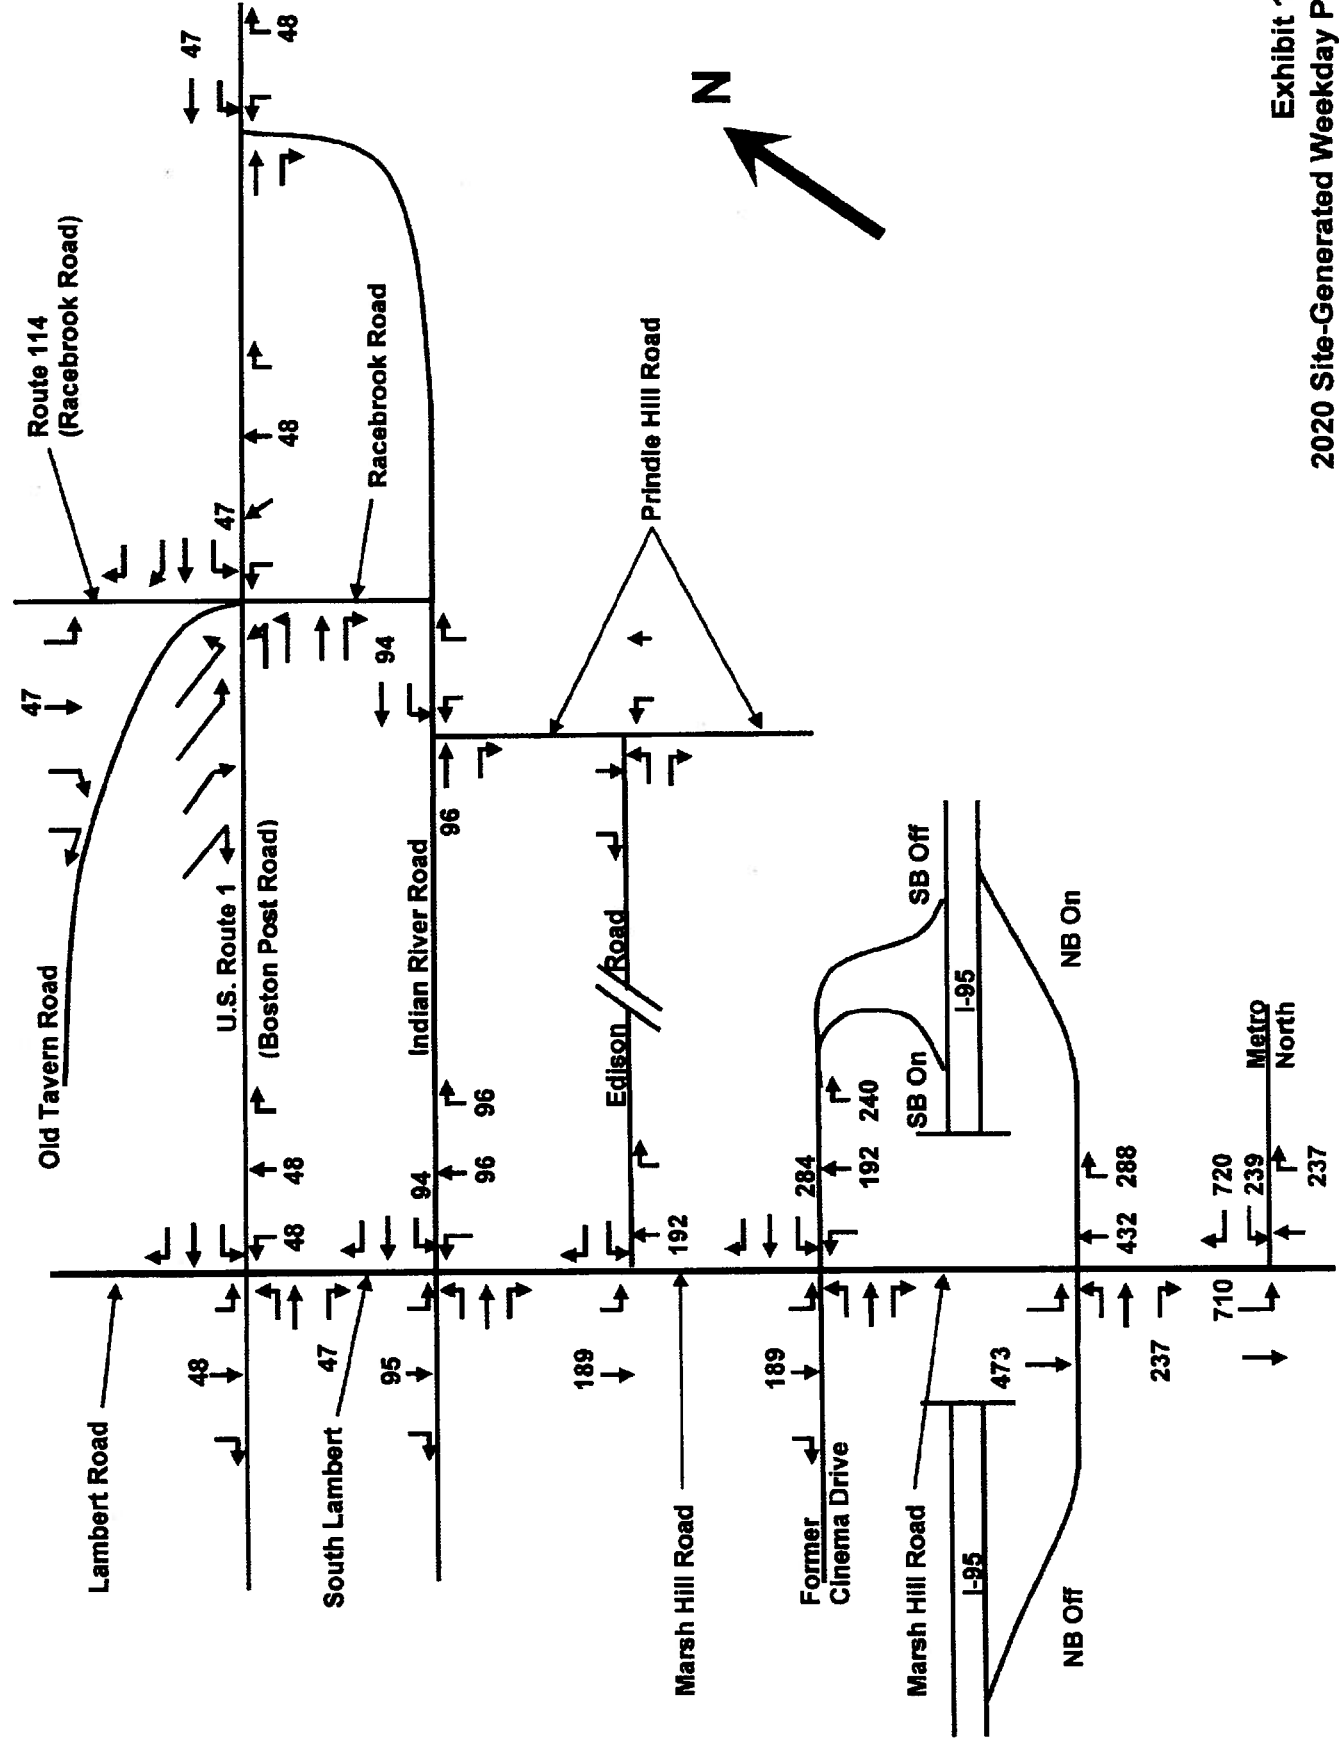 47
48
Route 114
(Racebrook Road)
48
47
Racebrook Road
47
94
N
Prindle Hill Road
Old Tavern Road
U.S. Route 1
(Boston Post Road)
Indian River Road
96
Edison Road
48
48
96
96
94
192
SB Off
SB On
I-95
NB On
240
284
192
288
432
Metro
North
720
239
237
710
Lambert Road
48
47
95
South Lambert
189
189
Marsh Hill Road
Former
Cinema Drive
473
237
Marsh Hill Road
I-95
NB Off
Exhibit
2020 Site-Generated Weekday P